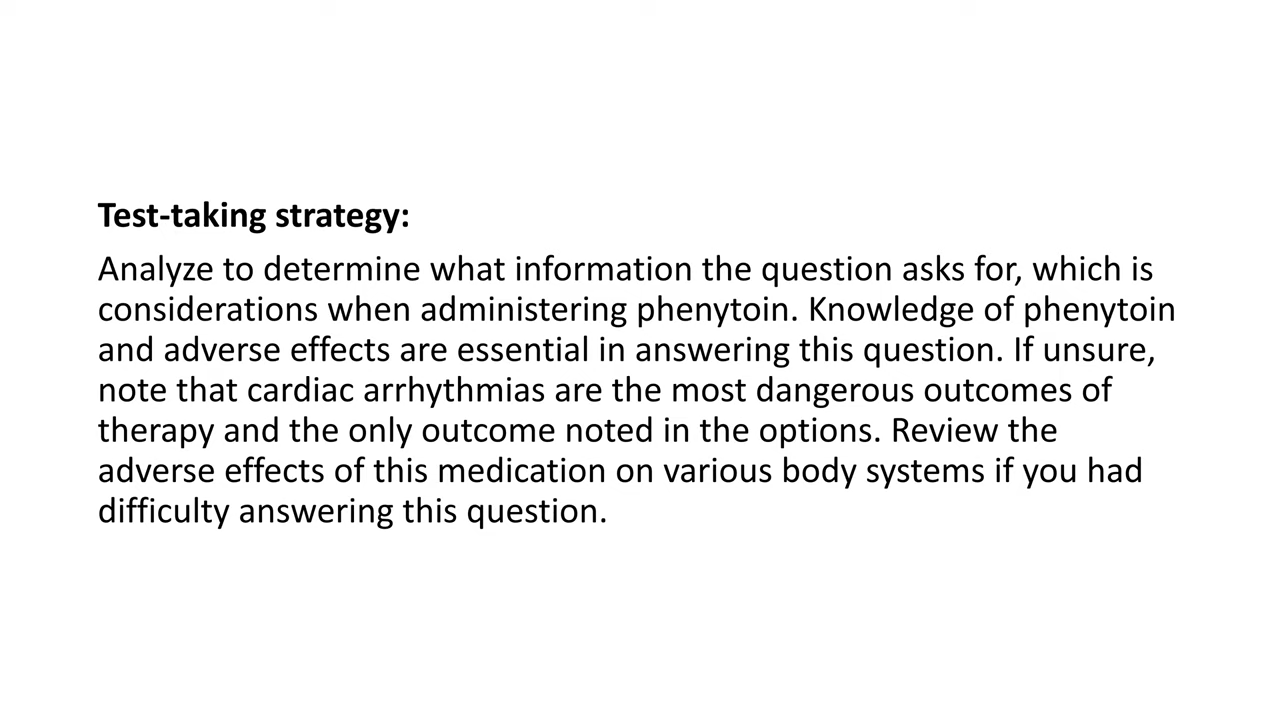 Test-taking strategy:
Analyze to determine what information the question asks for, which is
considerations when administering phenytoin. Knowledge of phenytoin
and adverse effects are essential in answering this question. If unsure,
note that cardiac arrhythmias are the most dangerous outcomes of
therapy and the only outcome noted in the options. Review the
adverse effects of this medication on various body systems if you had
difficulty answering this question.